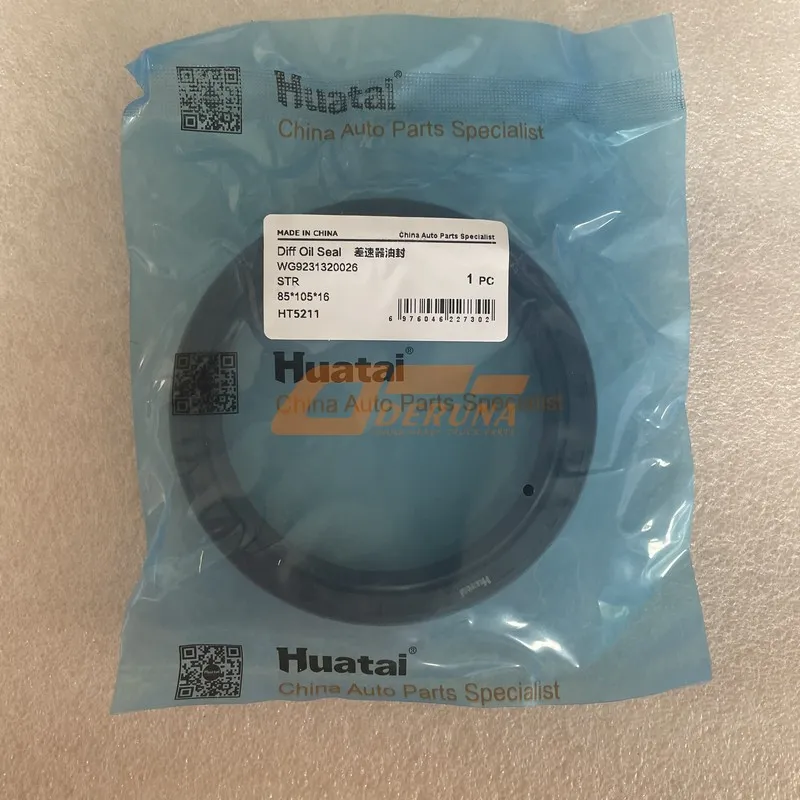 Huatai®
China Auto Parts Specialist
MADE IN CHINA China Auto Parts Specialist
Diff Oil Seal 差速器油封
WG9231320026
STR 1 PC
85*105*16
HT5211 6 976046 227302
Huatai®
China Auto Parts Specialist
DERUNA
Huatai
Huatai®
China Auto Parts Specialist